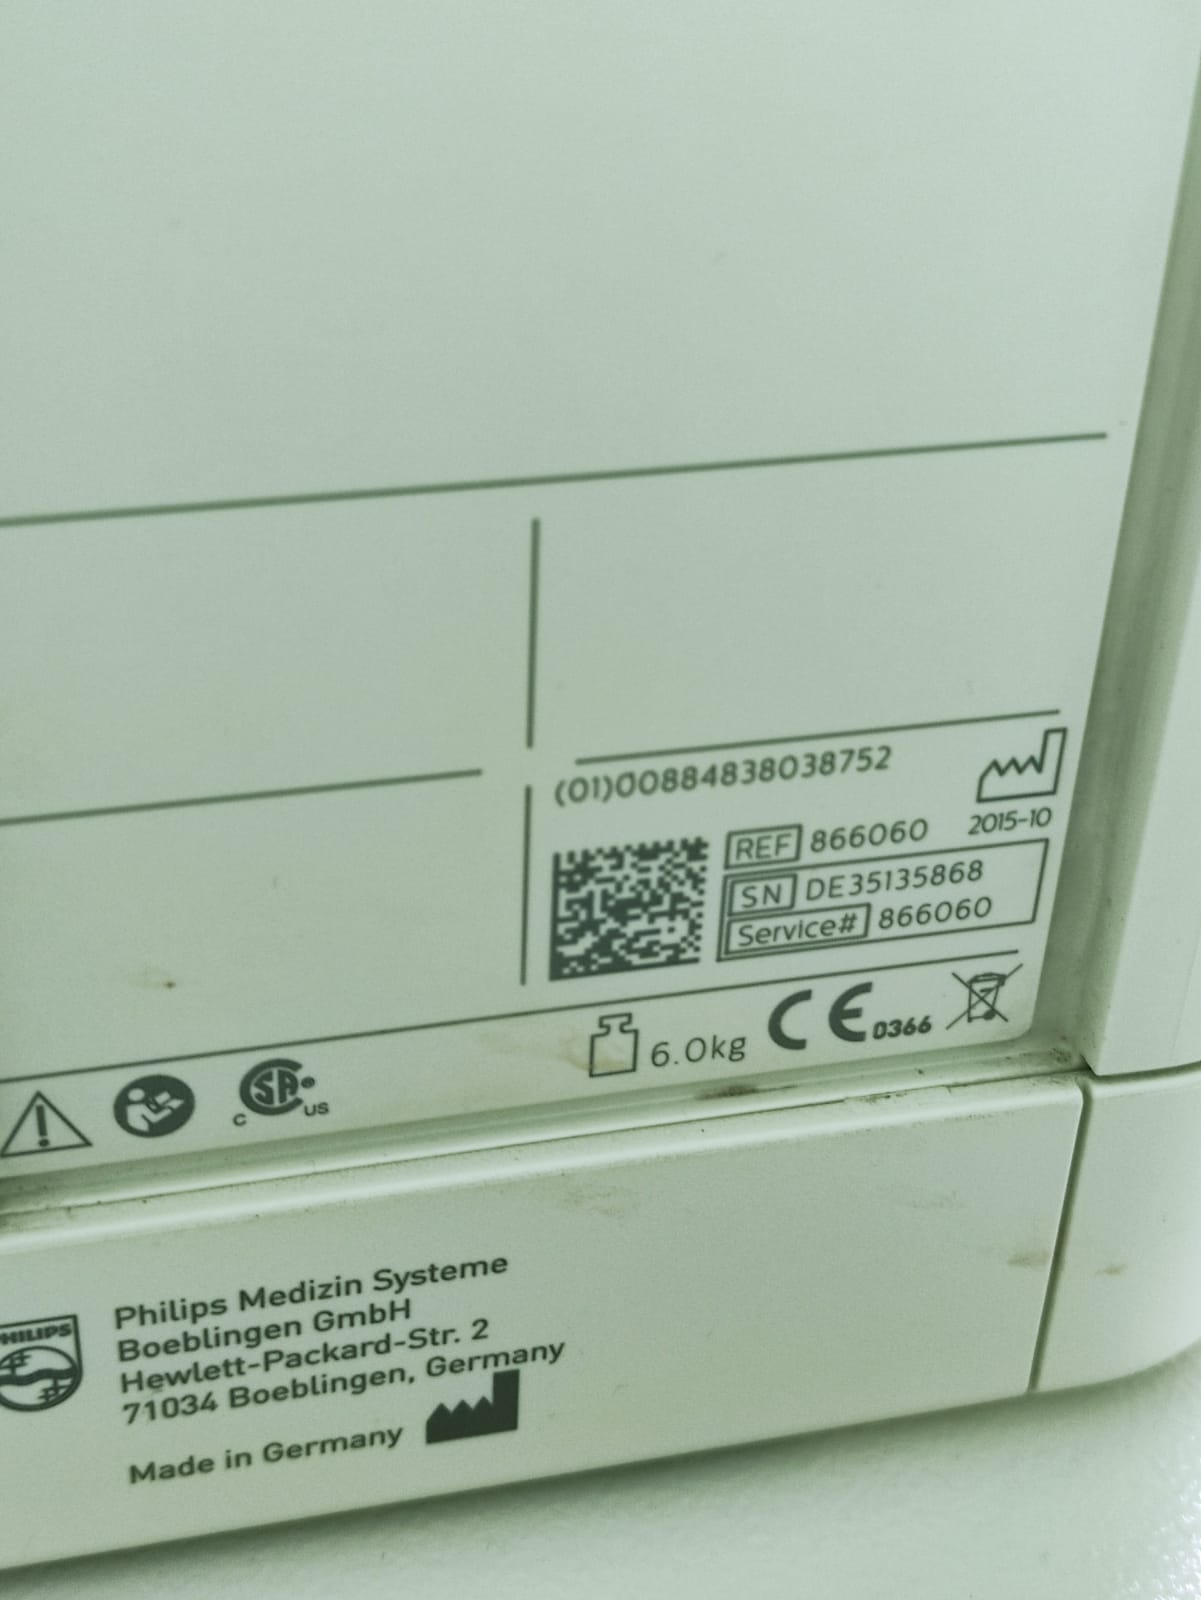 (01)00884838038752
2015-10
REF 866060
SN DE35135868
Service# 866060
6.0kg CE 0366
C SA US
PHILIPS
Philips Medizin Systeme
Boeblingen GmbH
Hewlett-Packard-Str. 2
71034 Boeblingen, Germany
Made in Germany